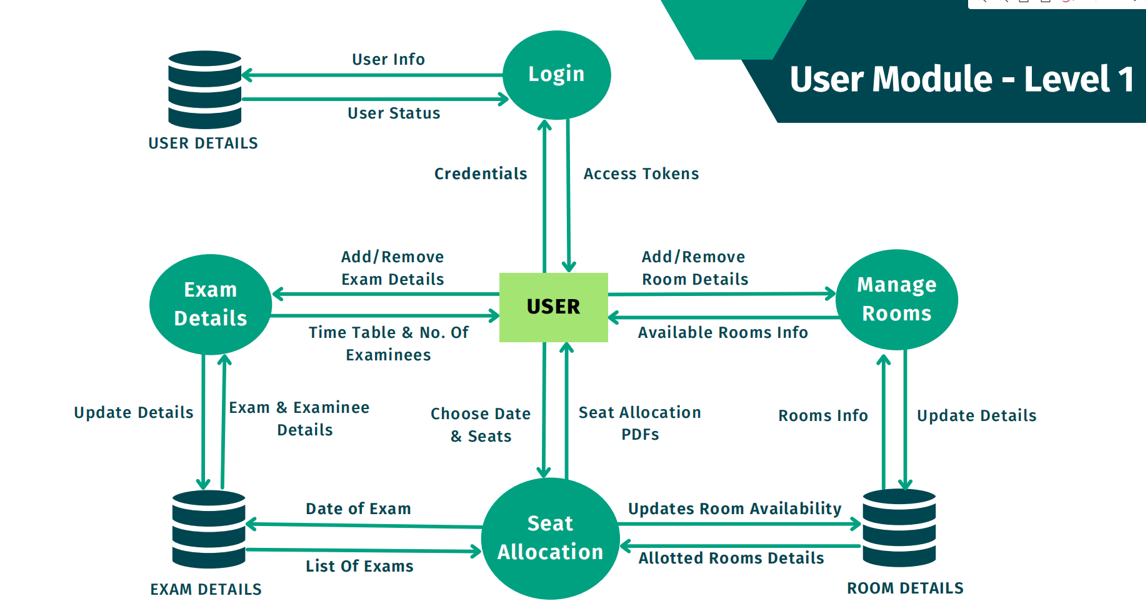 User Module - Level 1
User Info
Login
User Status
USER DETAILS
Credentials
Access Tokens
Add/Remove
Exam Details
Add/Remove
Room Details
Exam
Details
USER
Manage
Rooms
Time Table & No. Of
Examinees
Available Rooms Info
Update Details
Exam & Examinee
Details
Choose Date
& Seats
Seat Allocation
PDFs
Rooms Info
Update Details
Date of Exam
Seat
Allocation
Updates Room Availability
List Of Exams
Allotted Rooms Details
EXAM DETAILS
ROOM DETAILS